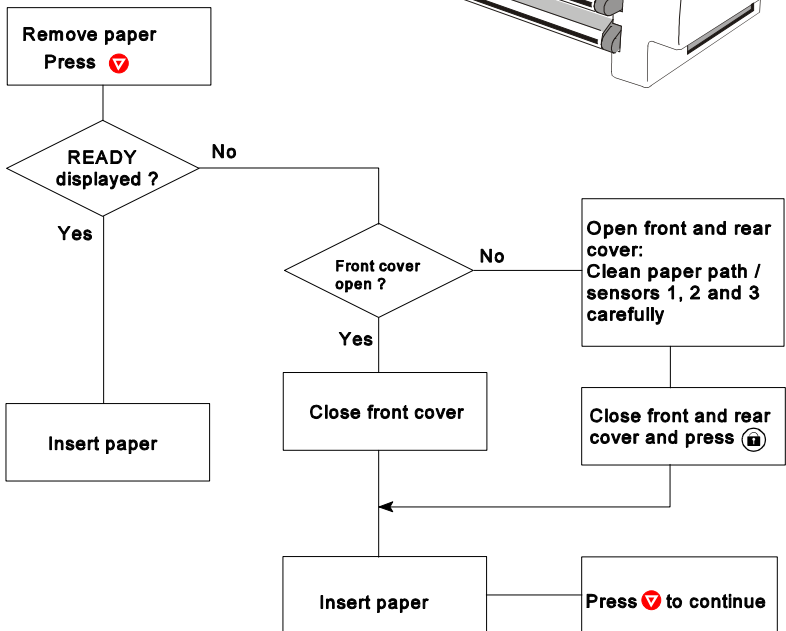 Remove paper
Press
READY
displayed ?
No
Yes
Insert paper
Front cover
open ?
No
Yes
Open front and rear
cover:
Clean paper path /
sensors 1, 2 and 3
carefully
Close front cover
Close front and rear
cover and press
Insert paper
Press to continue